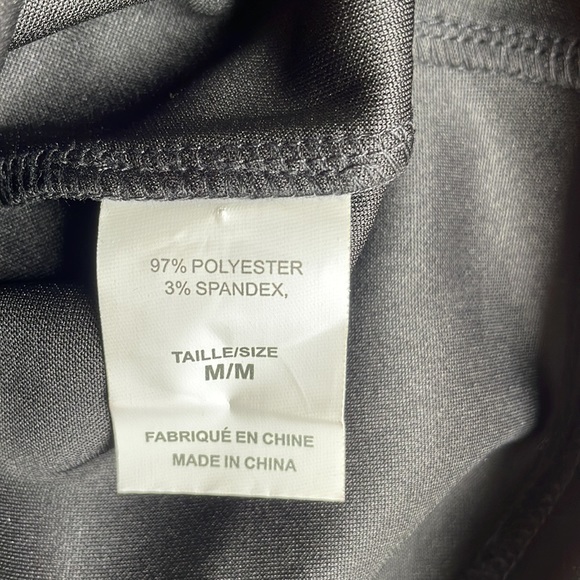 97% POLYESTER
3% SPANDEX,
TAILLE/SIZE
M/M
FABRIQUÉ EN CHINE
MADE IN CHINA